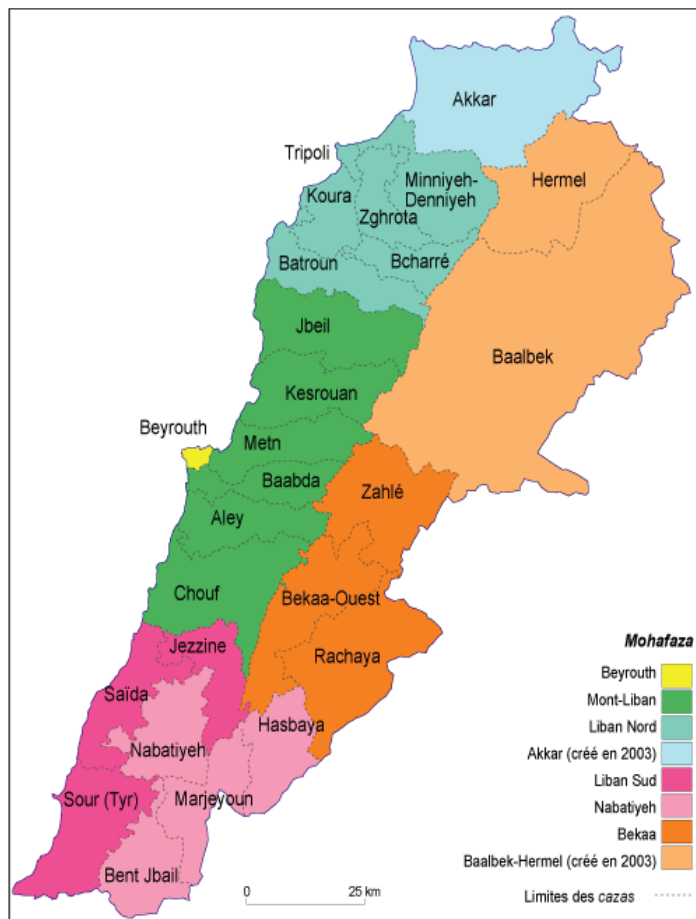 Akkar
Tripoli
Hermel
Minniyeh-
Denniyeh
Koura
Zghrota
Batroun
Bcharré
Jbeil
Baalbek
Kesrouan
Beyrouth
Metn
Baabda
Zahlé
Aley
Chouf
Bekaa-Ouest
Jezzine
Rachaya
Saïda
Hasbaya
Nabatiyeh
Sour (Tyr)
Marjeyoun
Bent Jbail
0 25 km
Mohafaza
Beyrouth
Mont-Liban
Liban Nord
Akkar (créé en 2003)
Liban Sud
Nabatiyeh
Bekaa
Baalbek-Hermel (créé en 2003)
Limites des cazas